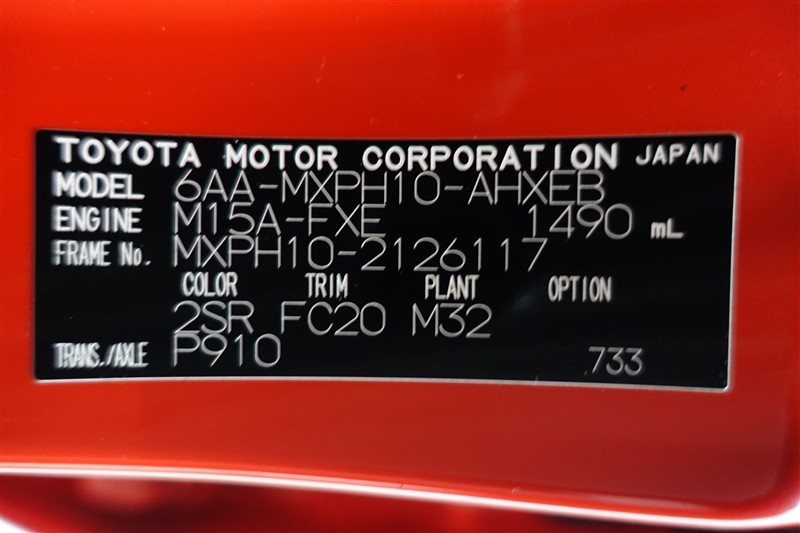 TOYOTA MOTOR CORPORATION JAPAN
MODEL 6AA-MXPH10-AHXEB
ENGINE M15A-FXE 1490 mL
FRAME No. MXPH10-2126117
COLOR TRIM PLANT OPTION
2SR FC20 M32
TRANS./AXLE P910 733